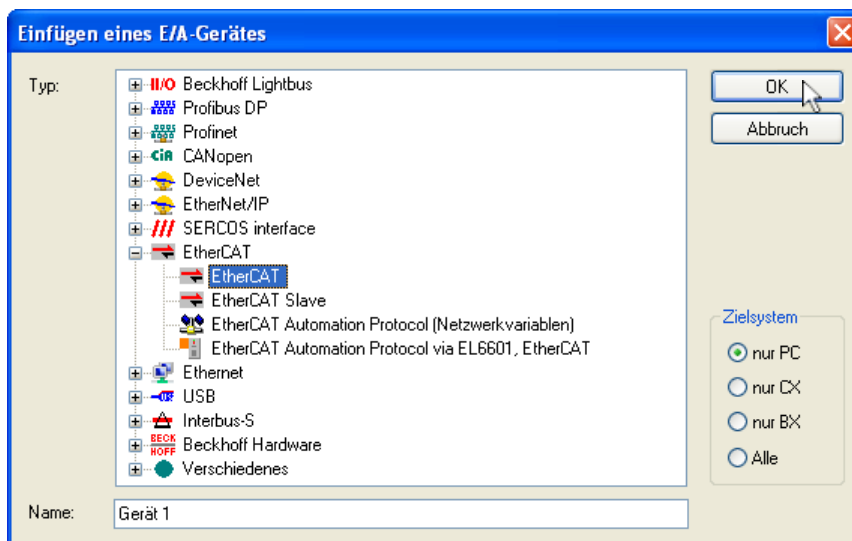 Einfügen eines E/A-Gerätes
Typ:
II/O Beckhoff Lightbus
Profibus DP
Profinet
CiA CANopen
DeviceNet
EtherNet/IP
SERCOS interface
EtherCAT
EtherCAT
EtherCAT Slave
EtherCAT Automation Protocol (Netzwerkvariablen)
EtherCAT Automation Protocol via EL6601, EtherCAT
Ethernet
USB
Interbus-S
BECK HOFF Beckhoff Hardware
Verschiedenes
OK
Abbruch
Zielsystem
nur PC
nur CX
nur BX
Alle
Name: Gerät 1